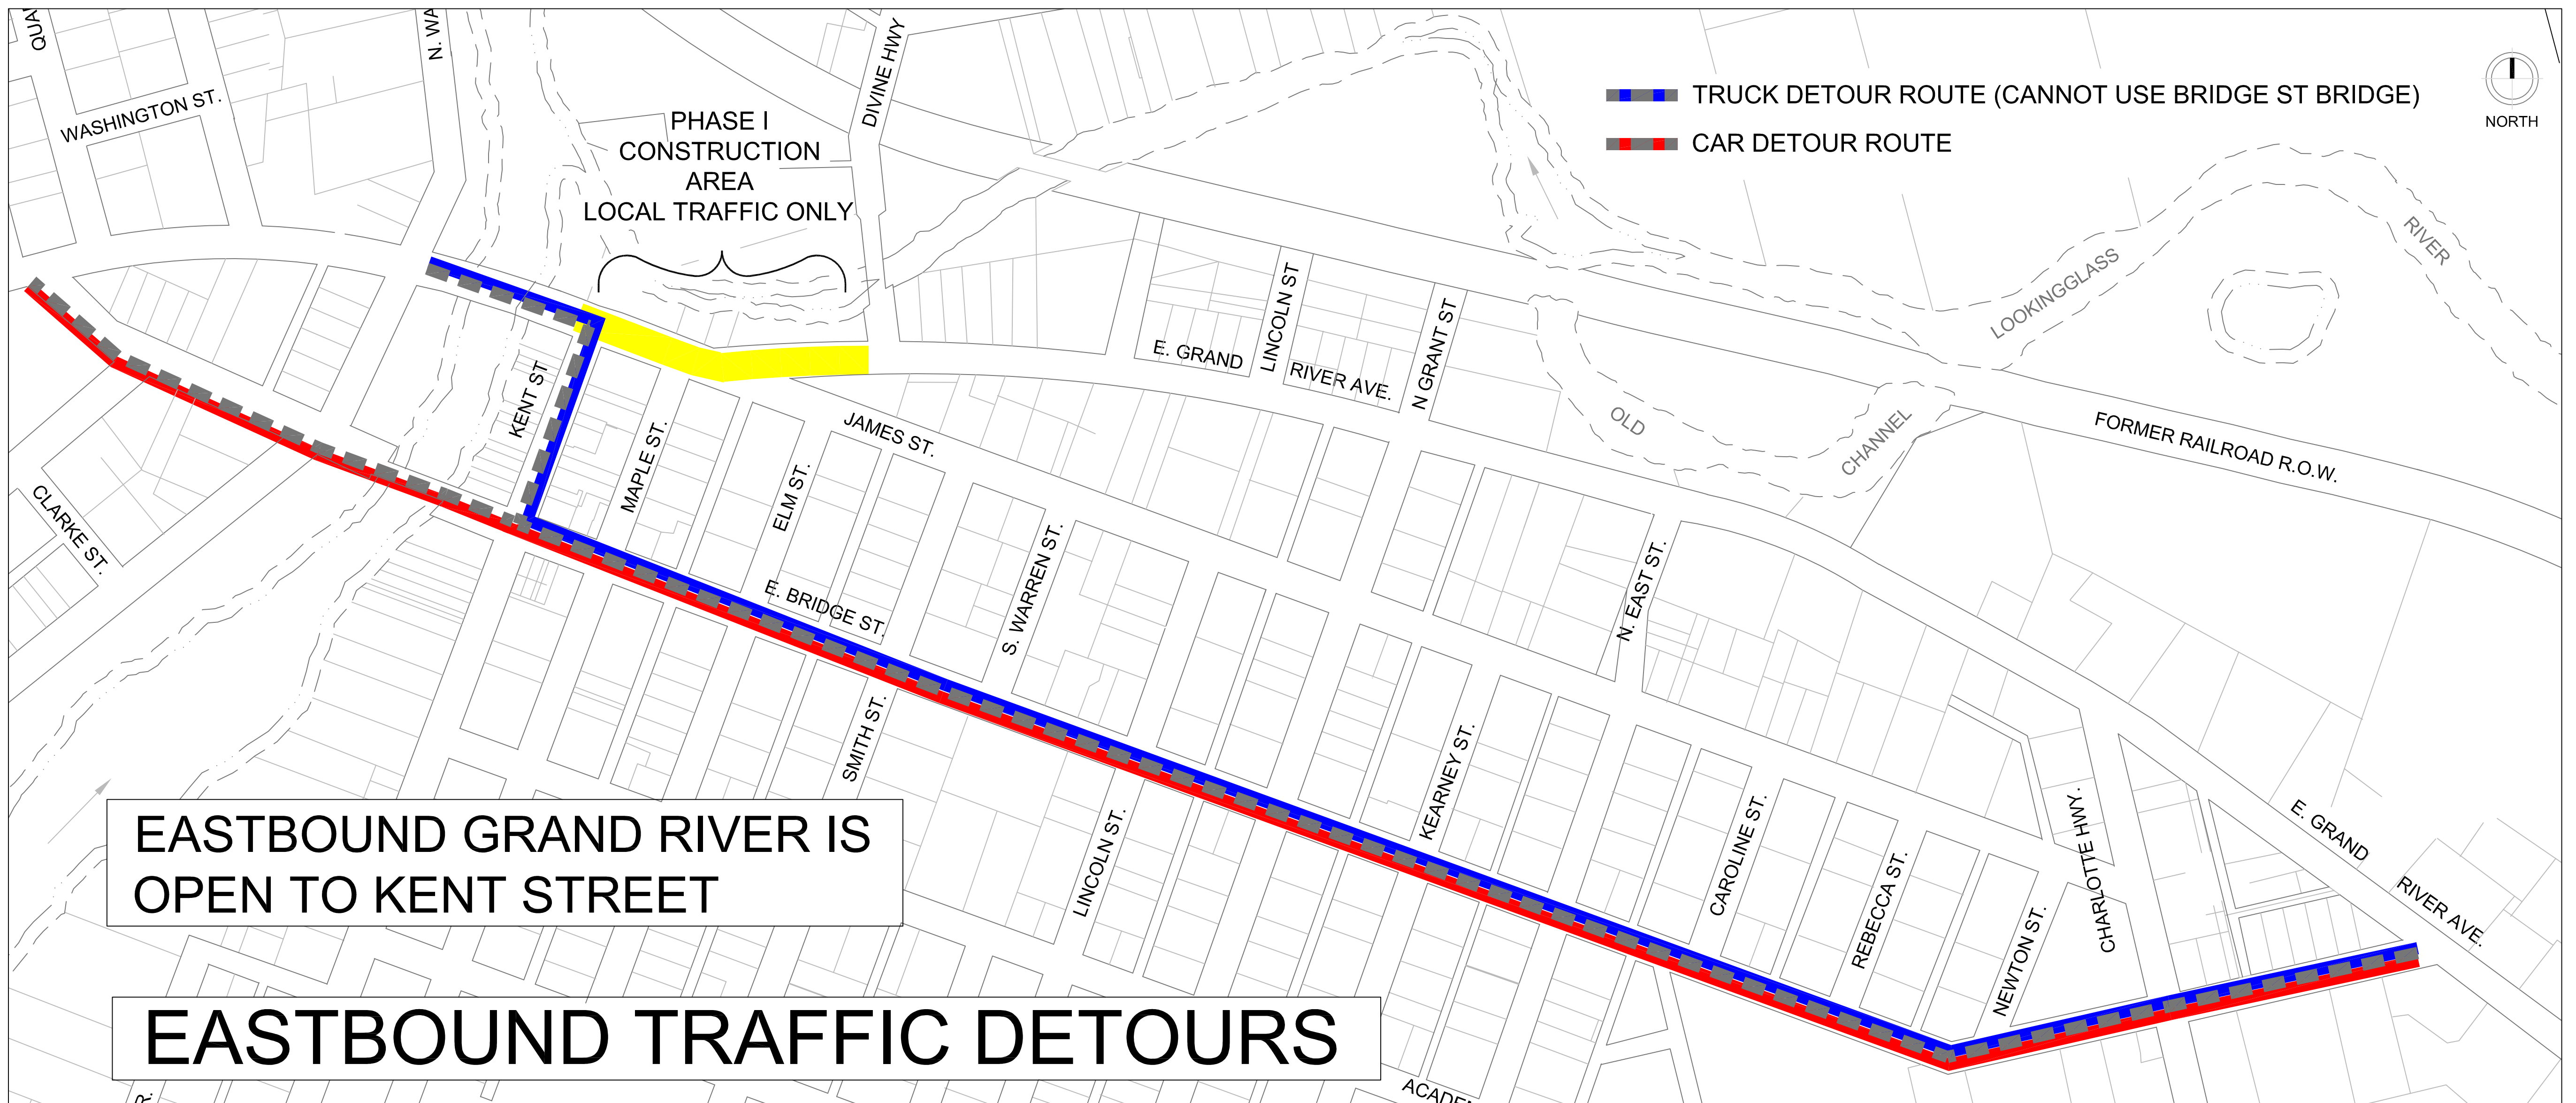 QUA
N. WA
DIVINE HWY
WASHINGTON ST.
PHASE I
CONSTRUCTION
AREA
LOCAL TRAFFIC ONLY
TRUCK DETOUR ROUTE (CANNOT USE BRIDGE ST BRIDGE)
CAR DETOUR ROUTE
NORTH
LOOKINGGLASS
RIVER
KENT ST
MAPLE ST.
ELM ST.
JAMES ST.
E. GRAND
LINCOLN ST
RIVER AVE.
N GRANT ST
OLD
CHANNEL
FORMER RAILROAD R.O.W.
CLARKE ST.
E. BRIDGE ST.
S. WARREN ST.
N. EAST ST.
SMITH ST.
LINCOLN ST.
KEARNEY ST.
CAROLINE ST.
REBECCA ST.
NEWTON ST.
CHARLOTTE HWY.
E. GRAND
RIVER AVE.
EASTBOUND GRAND RIVER IS
OPEN TO KENT STREET
EASTBOUND TRAFFIC DETOURS
R.
ACADE